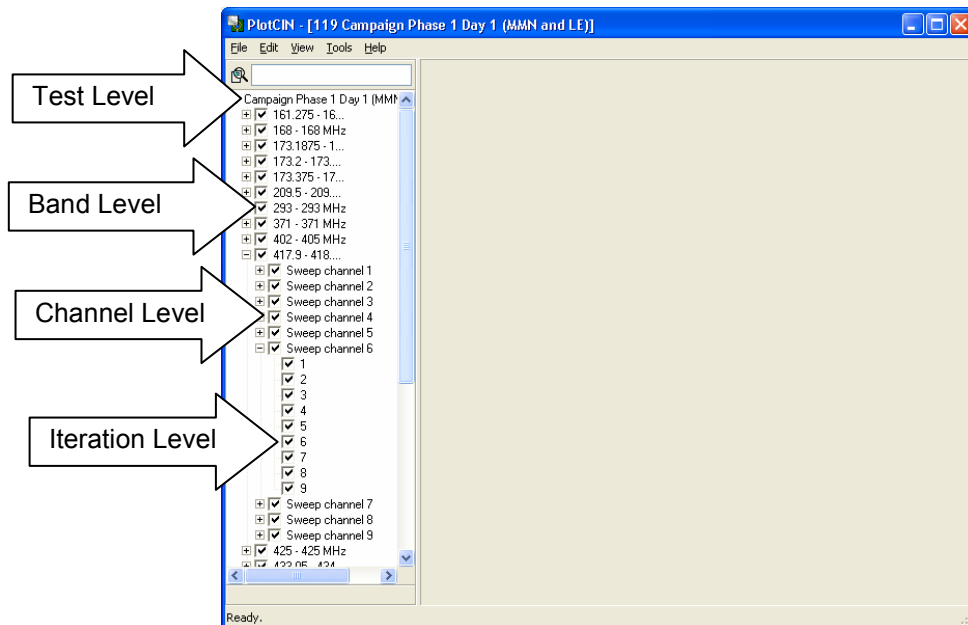 PlotCIN - [119 Campaign Phase 1 Day 1 (MMN and LE)]
File Edit View Tools Help
Test Level
Campaign Phase 1 Day 1 (MMN
161.275 - 16...
168 - 168 MHz
173.1875 - 1...
173.2 - 173....
173.375 - 17...
209.5 - 209....
Band Level
293 - 293 MHz
371 - 371 MHz
402 - 405 MHz
417.9 - 418....
Sweep channel 1
Sweep channel 2
Sweep channel 3
Channel Level
Sweep channel 4
Sweep channel 5
Sweep channel 6
1
2
3
4
5
Iteration Level
6
7
8
9
Sweep channel 7
Sweep channel 8
Sweep channel 9
425 - 425 MHz
433.05 - 434....
Ready.